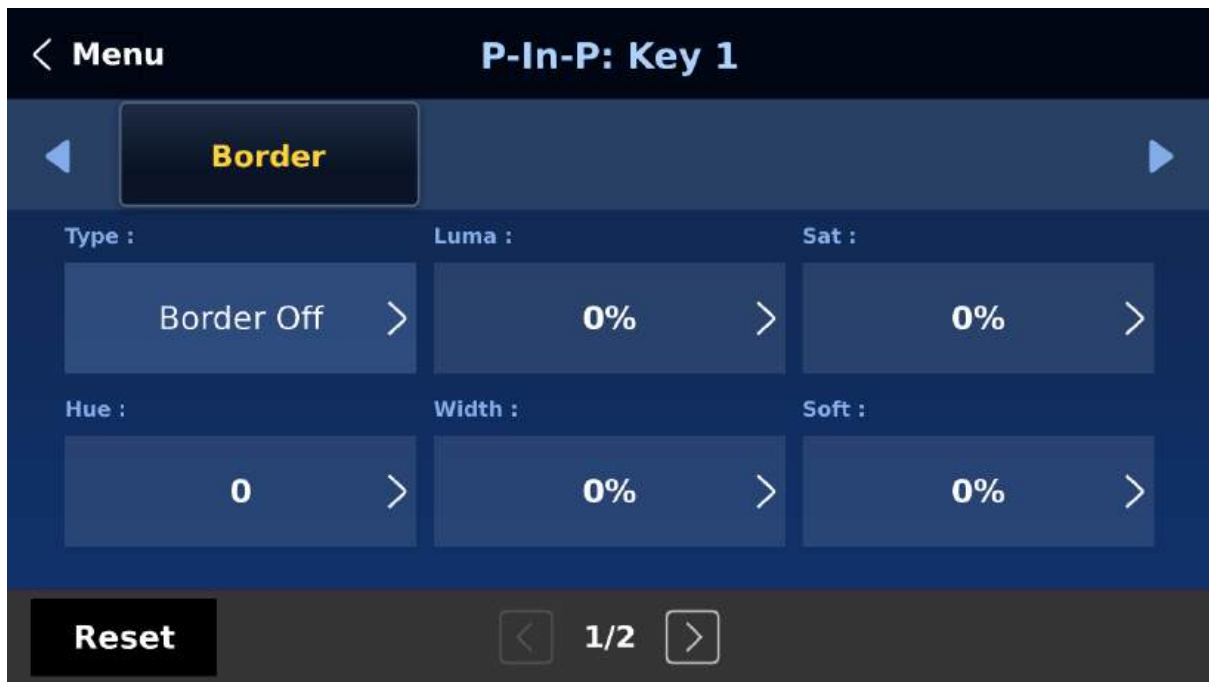 Menu
P-In-P: Key 1
Border
Type :
Luma :
Sat :
Border Off
0%
0%
Hue :
Width :
Soft :
0
0%
0%
Reset
1/2